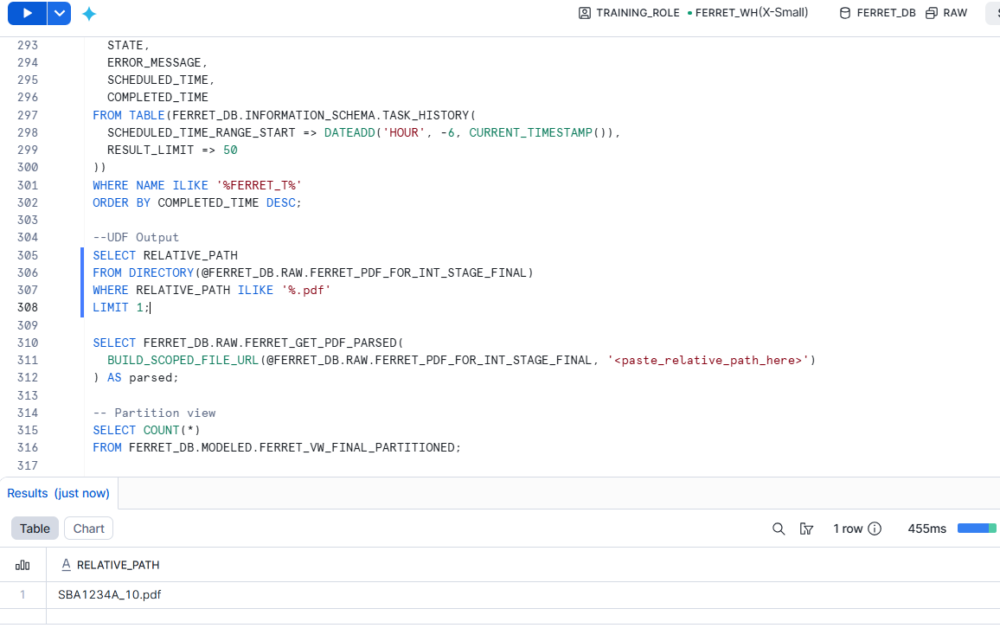 TRAINING_ROLE • FERRET_WH(X-Small) FERRET_DB RAW
293 STATE,
294 ERROR_MESSAGE,
295 SCHEDULED_TIME,
296 COMPLETED_TIME
297 FROM TABLE(FERRET_DB.INFORMATION_SCHEMA.TASK_HISTORY(
298 SCHEDULED_TIME_RANGE_START => DATEADD('HOUR', -6, CURRENT_TIMESTAMP()),
299 RESULT_LIMIT => 50
300 ))
301 WHERE NAME ILIKE '%FERRET_T%'
302 ORDER BY COMPLETED_TIME DESC;
303
304 --UDF Output
305 SELECT RELATIVE_PATH
306 FROM DIRECTORY(@FERRET_DB.RAW.FERRET_PDF_FOR_INT_STAGE_FINAL)
307 WHERE RELATIVE_PATH ILIKE '%.pdf'
308 LIMIT 1;
309
310 SELECT FERRET_DB.RAW.FERRET_GET_PDF_PARSED(
311 BUILD_SCOPED_FILE_URL(@FERRET_DB.RAW.FERRET_PDF_FOR_INT_STAGE_FINAL, '<paste_relative_path_here>')
312 ) AS parsed;
313
314 -- Partition view
315 SELECT COUNT(*)
316 FROM FERRET_DB.MODELED.FERRET_VW_FINAL_PARTITIONED;
317
Results (just now)
Table Chart 1 row 455ms
A RELATIVE_PATH
1 SBA1234A_10.pdf